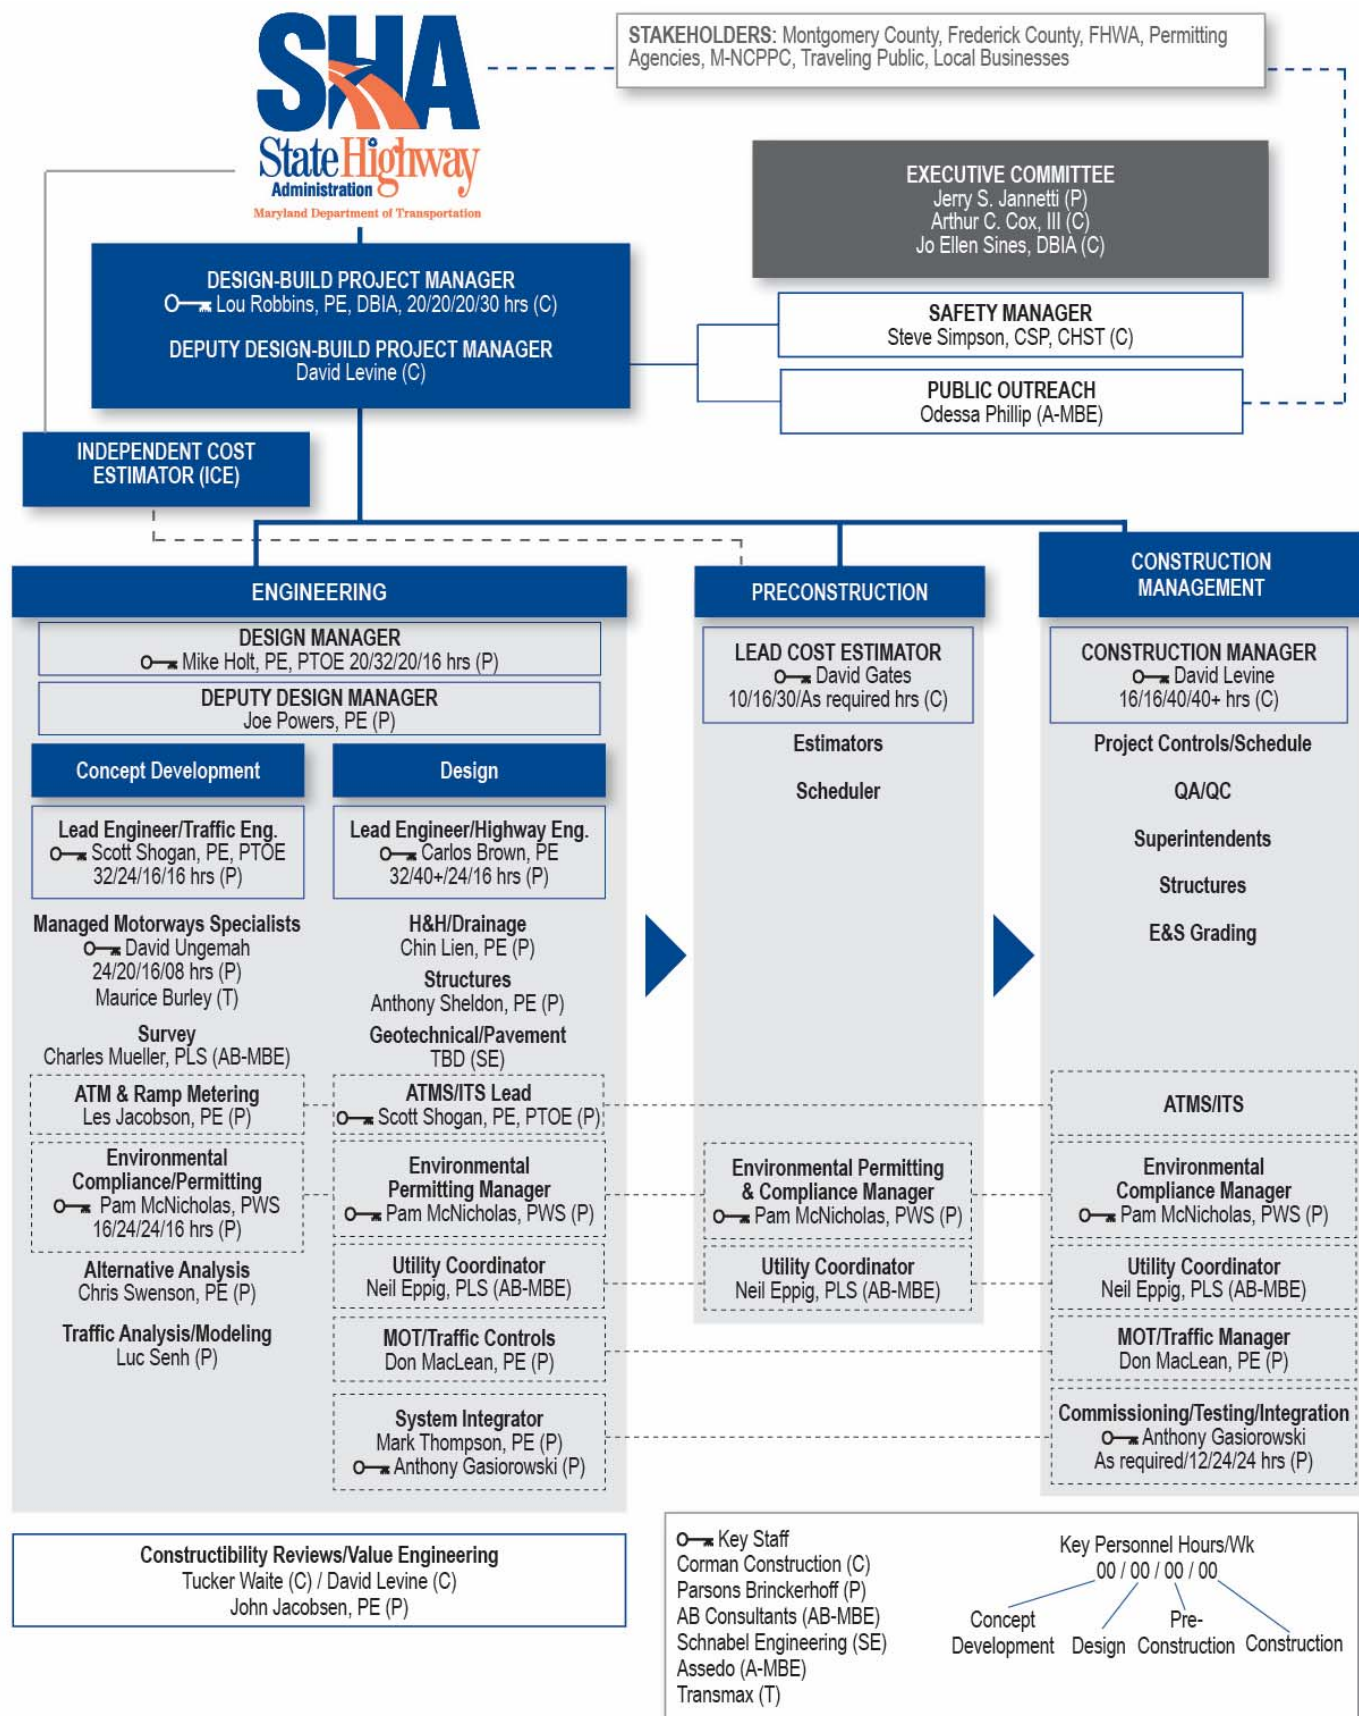 SHA
State Highway
Administration
Maryland Department of Transportation
STAKEHOLDERS: Montgomery County, Frederick County, FHWA, Permitting
Agencies, M-NCPPC, Traveling Public, Local Businesses
EXECUTIVE COMMITTEE
Jerry S. Jannetti (P)
Arthur C. Cox, III (C)
Jo Ellen Sines, DBIA (C)
DESIGN-BUILD PROJECT MANAGER
Lou Robbins, PE, DBIA, 20/20/20/30 hrs (C)
DEPUTY DESIGN-BUILD PROJECT MANAGER
David Levine (C)
SAFETY MANAGER
Steve Simpson, CSP, CHST (C)
PUBLIC OUTREACH
Odessa Phillip (A-MBE)
INDEPENDENT COST
ESTIMATOR (ICE)
ENGINEERING
DESIGN MANAGER
Mike Holt, PE, PTOE 20/32/20/16 hrs (P)
DEPUTY DESIGN MANAGER
Joe Powers, PE (P)
Concept Development
Lead Engineer/Traffic Eng.
Scott Shogan, PE, PTOE
32/24/16/16 hrs (P)
Managed Motorways Specialists
David Ungemah
24/20/16/08 hrs (P)
Maurice Burley (T)
Survey
Charles Mueller, PLS (AB-MBE)
ATM & Ramp Metering
Les Jacobson, PE (P)
Environmental
Compliance/Permitting
Pam McNicholas, PWS
16/24/24/16 hrs (P)
Alternative Analysis
Chris Swenson, PE (P)
Traffic Analysis/Modeling
Luc Senh (P)
Design
Lead Engineer/Highway Eng.
Carlos Brown, PE
32/40+/24/16 hrs (P)
H&H/Drainage
Chin Lien, PE (P)
Structures
Anthony Sheldon, PE (P)
Geotechnical/Pavement
TBD (SE)
ATMS/ITS Lead
Scott Shogan, PE, PTOE (P)
Environmental
Permitting Manager
Pam McNicholas, PWS (P)
Utility Coordinator
Neil Eppig, PLS (AB-MBE)
MOT/Traffic Controls
Don MacLean, PE (P)
System Integrator
Mark Thompson, PE (P)
Anthony Gasiorowski (P)
PRECONSTRUCTION
LEAD COST ESTIMATOR
David Gates
10/16/30/As required hrs (C)
Estimators
Scheduler
Environmental Permitting
& Compliance Manager
Pam McNicholas, PWS (P)
Utility Coordinator
Neil Eppig, PLS (AB-MBE)
CONSTRUCTION
MANAGEMENT
CONSTRUCTION MANAGER
David Levine
16/16/40/40+ hrs (C)
Project Controls/Schedule
QA/QC
Superintendents
Structures
E&S Grading
ATMS/ITS
Environmental
Compliance Manager
Pam McNicholas, PWS (P)
Utility Coordinator
Neil Eppig, PLS (AB-MBE)
MOT/Traffic Manager
Don MacLean, PE (P)
Commissioning/Testing/Integration
Anthony Gasiorowski
As required/12/24/24 hrs (P)
Constructibility Reviews/Value Engineering
Tucker Waite (C) / David Levine (C)
John Jacobsen, PE (P)
Key Staff
Corman Construction (C)
Parsons Brinckerhoff (P)
AB Consultants (AB-MBE)
Schnabel Engineering (SE)
Assedo (A-MBE)
Transmax (T)
Key Personnel Hours/Wk
00 / 00 / 00 / 00
Concept
Development
Design
Pre-
Construction
Construction